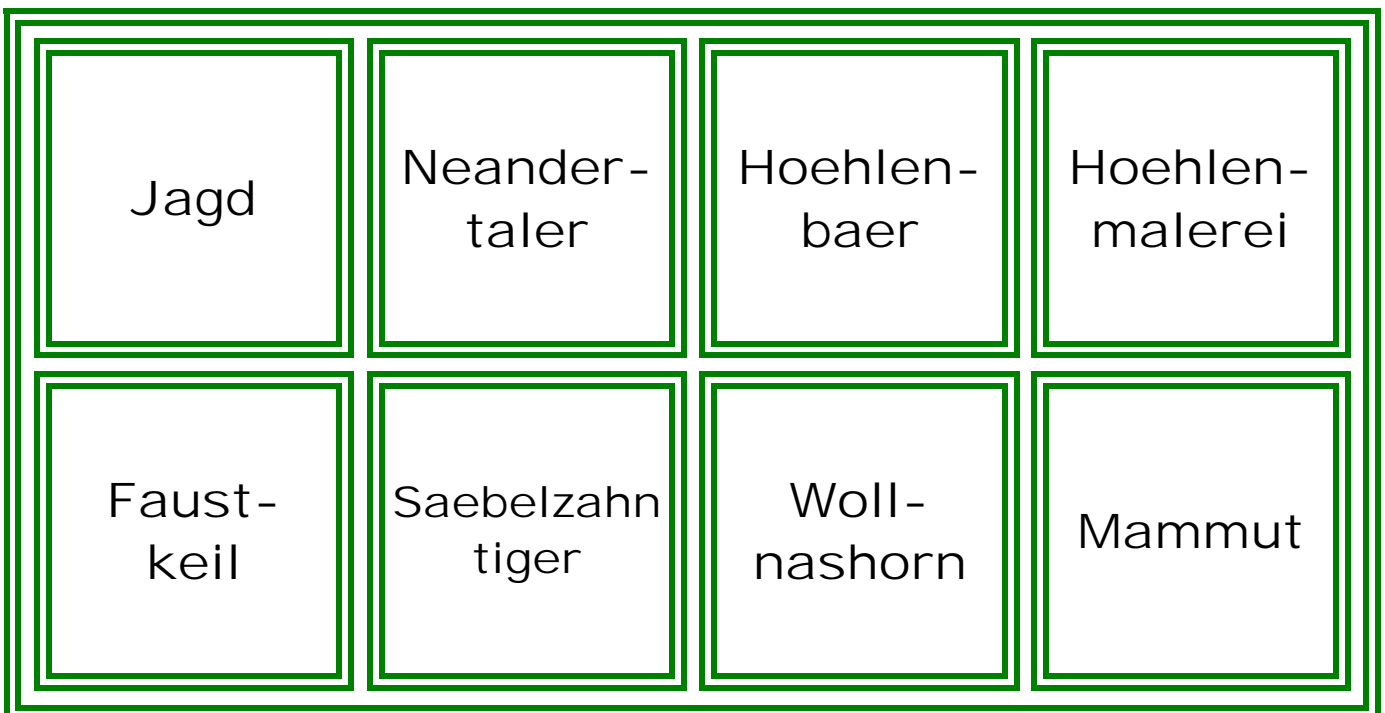 Jagd
Neander-
taler
Hoehlen-
baer
Hoehlen-
malerei
Faust-
keil
Saebelzahn
tiger
Woll-
nashorn
Mammut